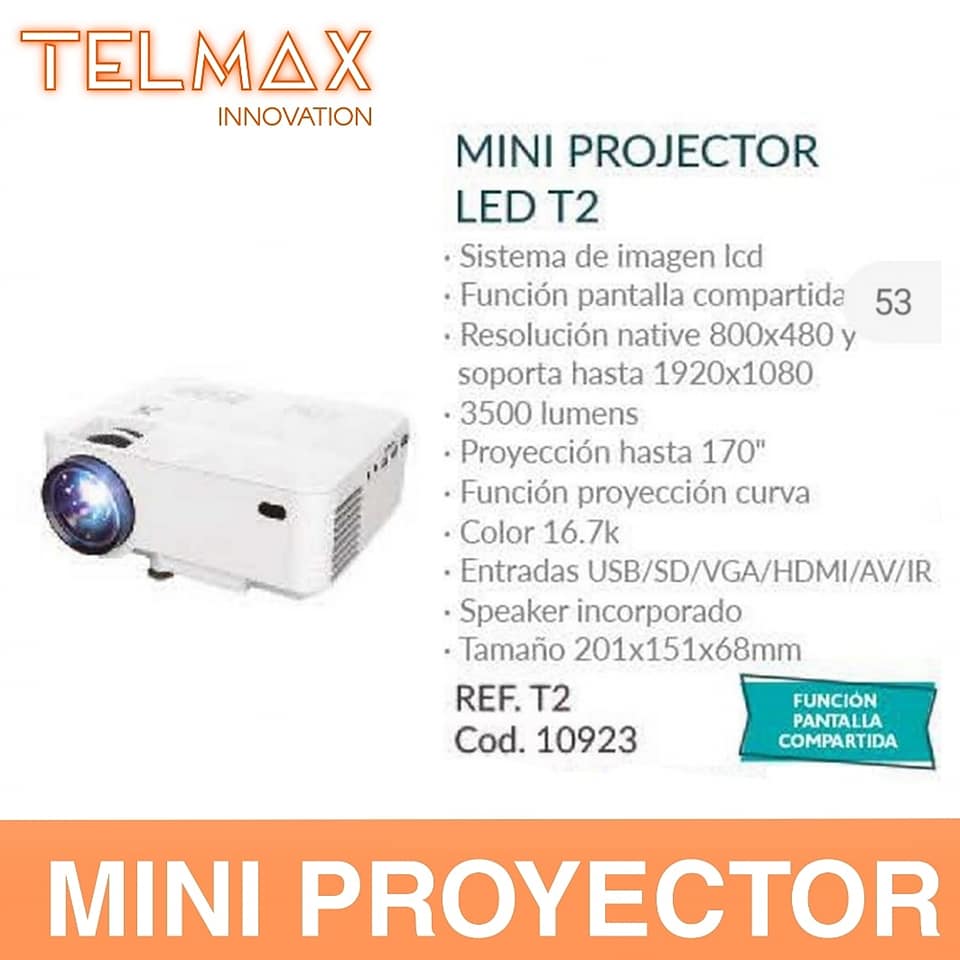 TELMAX
INNOVATION
MINI PROJECTOR
LED T2
· Sistema de imagen lcd
· Función pantalla compartida
53
· Resolución native 800x480 y
soporta hasta 1920x1080
· 3500 lumens
· Proyección hasta 170"
· Función proyección curva
· Color 16.7k
· Entradas USB/SD/VGA/HDMI/AV/IR
· Speaker incorporado
· Tamaño 201x151x68mm
REF. T2
Cod. 10923
FUNCIÓN
PANTALLA
COMPARTIDA
MINI PROYECTOR